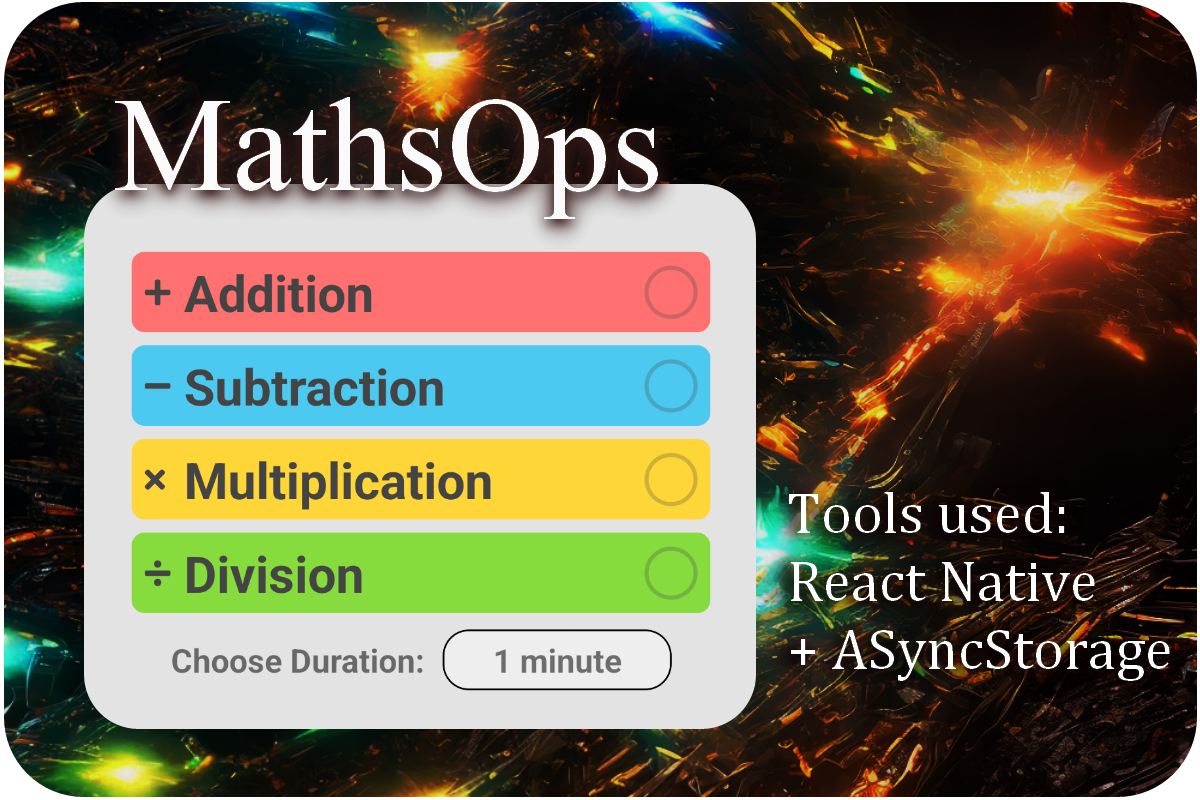 MathsOps
+ Addition
− Subtraction
× Multiplication
÷ Division
Choose Duration: 1 minute
Tools used:
React Native
+ ASyncStorage